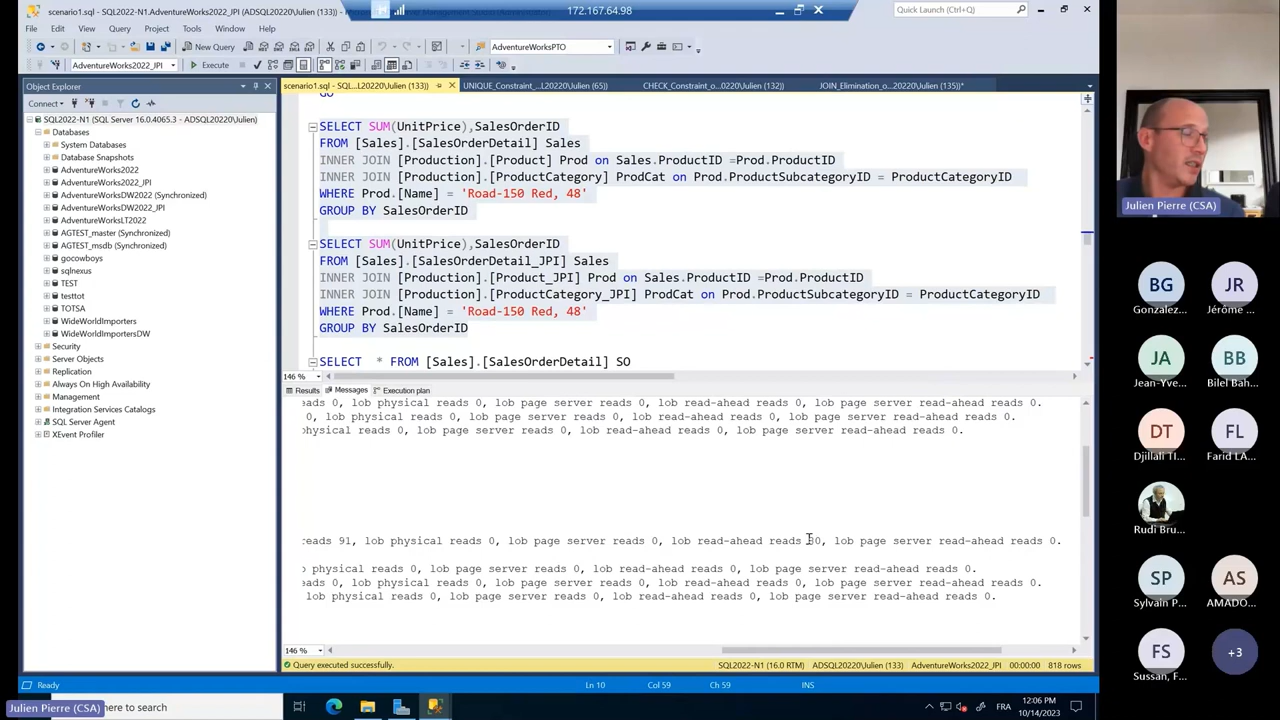 scenario1.sql - SQL2022-N1.AdventureWorks2022_JPI (ADSQL20220\Julien (133))
172.167.64.98
Quick Launch (Ctrl+Q)
File Edit View Query Project Tools Window Help
New Query
AdventureWorksPTO
AdventureWorks2022_JPI
Execute
Object Explorer
scenario1.sql - SQL...L20220\Julien (133))
UNIQUE_Constraint_...L20220\Julien (65))
CHECK_Constraint_o...0220\Julien (132))
JOIN_Elimination_o...20220\Julien (135))*
Connect
SQL2022-N1 (SQL Server 16.0.4065.3 - ADSQL20220\Julien)
Databases
System Databases
Database Snapshots
AdventureWorks2022
AdventureWorks2022_JPI
AdventureWorksDW2022 (Synchronized)
AdventureWorksDW2022_JPI
AdventureWorksLT2022
AGTEST_master (Synchronized)
AGTEST_msdb (Synchronized)
gocowboys
sqlnexus
TEST
testtot
TOTSA
WideWorldImporters
WideWorldImportersDW
Security
Server Objects
Replication
Always On High Availability
Management
Integration Services Catalogs
SQL Server Agent
XEvent Profiler
GO
SELECT SUM(UnitPrice),SalesOrderID
FROM [Sales].[SalesOrderDetail] Sales
INNER JOIN [Production].[Product] Prod on Sales.ProductID =Prod.ProductID
INNER JOIN [Production].[ProductCategory] ProdCat on Prod.ProductSubcategoryID = ProductCategoryID
WHERE Prod.[Name] = 'Road-150 Red, 48'
GROUP BY SalesOrderID
SELECT SUM(UnitPrice),SalesOrderID
FROM [Sales].[SalesOrderDetail_JPI] Sales
INNER JOIN [Production].[Product_JPI] Prod on Sales.ProductID =Prod.ProductID
INNER JOIN [Production].[ProductCategory_JPI] ProdCat on Prod.ProductSubcategoryID = ProductCategoryID
WHERE Prod.[Name] = 'Road-150 Red, 48'
GROUP BY SalesOrderID
SELECT * FROM [Sales].[SalesOrderDetail] SO
146 %
Results Messages Execution plan
eads 0, lob physical reads 0, lob page server reads 0, lob read-ahead reads 0, lob page server read-ahead reads 0.
0, lob physical reads 0, lob page server reads 0, lob read-ahead reads 0, lob page server read-ahead reads 0.
physical reads 0, lob page server reads 0, lob read-ahead reads 0, lob page server read-ahead reads 0.
reads 91, lob physical reads 0, lob page server reads 0, lob read-ahead reads 0, lob page server read-ahead reads 0.
physical reads 0, lob page server reads 0, lob read-ahead reads 0, lob page server read-ahead reads 0.
eads 0, lob physical reads 0, lob page server reads 0, lob read-ahead reads 0, lob page server read-ahead reads 0.
lob physical reads 0, lob page server reads 0, lob read-ahead reads 0, lob page server read-ahead reads 0.
146 %
Query executed successfully.
SQL2022-N1 (16.0 RTM)
ADSQL20220\Julien (133)
AdventureWorks2022_JPI
00:00:00
818 rows
Ready
Ln 10
Col 59
Ch 59
INS
Julien Pierre (CSA)
here to search
FRA
12:06 PM
10/14/2023
Julien Pierre (CSA)
BG
Gonzalez...
JR
Jérôme ...
JA
Jean-Yve...
BB
Bilel Bah...
DT
Djillali TI...
FL
Farid LA...
Rudi Bru...
SP
Sylvain P...
AS
AMADO...
FS
Sussan, F...
+3